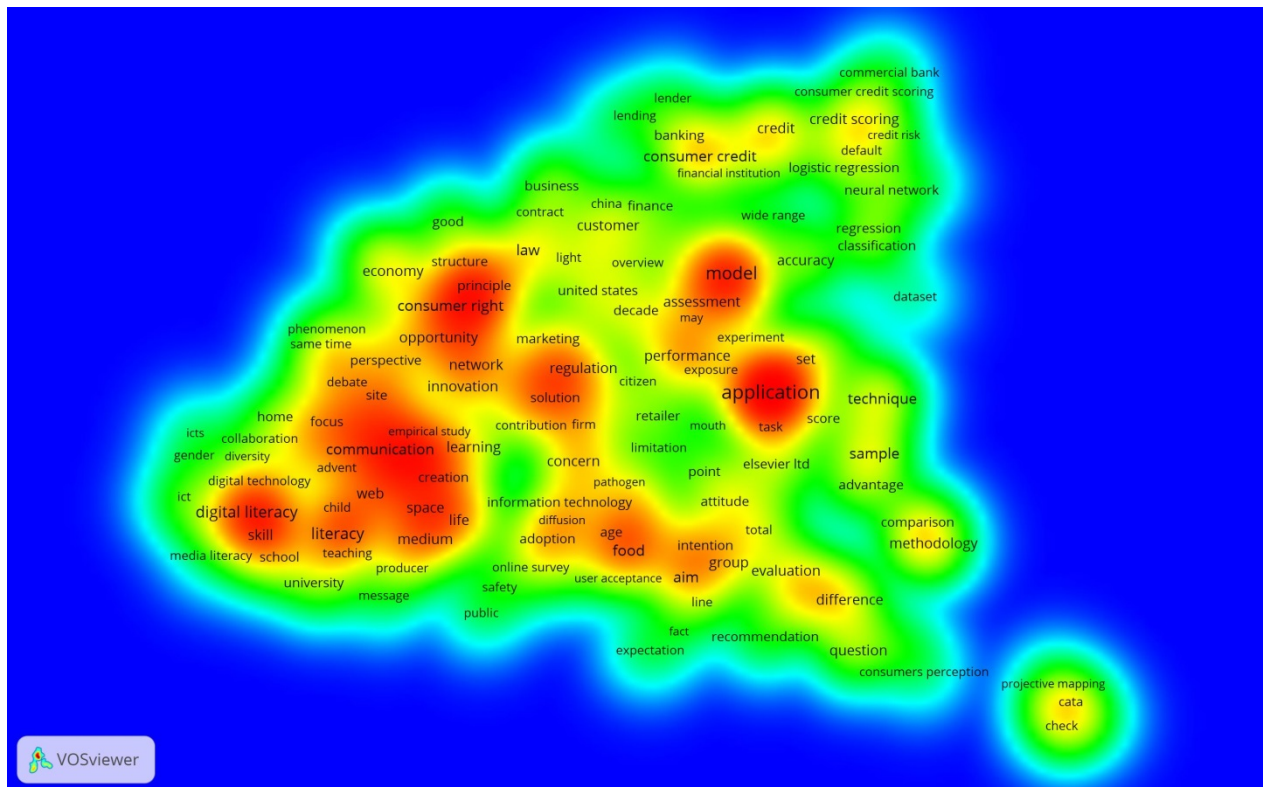 commercial bank
consumer credit scoring
lender
lending
credit scoring
credit
banking
credit risk
default
consumer credit
logistic regression
financial institution
business
neural network
china finance
contract
wide range
good
customer
regression
law
classification
structure
light
overview
accuracy
economy
model
principle
united states
dataset
consumer right
assessment
decade
may
phenomenon
opportunity
marketing
experiment
same time
perspective
network
regulation
performance
set
exposure
debate
innovation
citizen
site
solution
application
technique
home
focus
retailer
score
contribution firm
mouth
task
icts
empirical study
collaboration
communication
learning
limitation
gender
diversity
concern
elsevier ltd
sample
advent
point
digital technology
creation
pathogen
advantage
ict
web
information technology
attitude
digital literacy
child
space
life
diffusion
comparison
skill
literacy
medium
adoption
age
total
food
intention
methodology
media literacy
school
teaching
group
producer
online survey
user acceptance
aim
evaluation
university
message
safety
line
difference
public
fact
recommendation
expectation
question
consumers perception
projective mapping
cata
check
VOSviewer